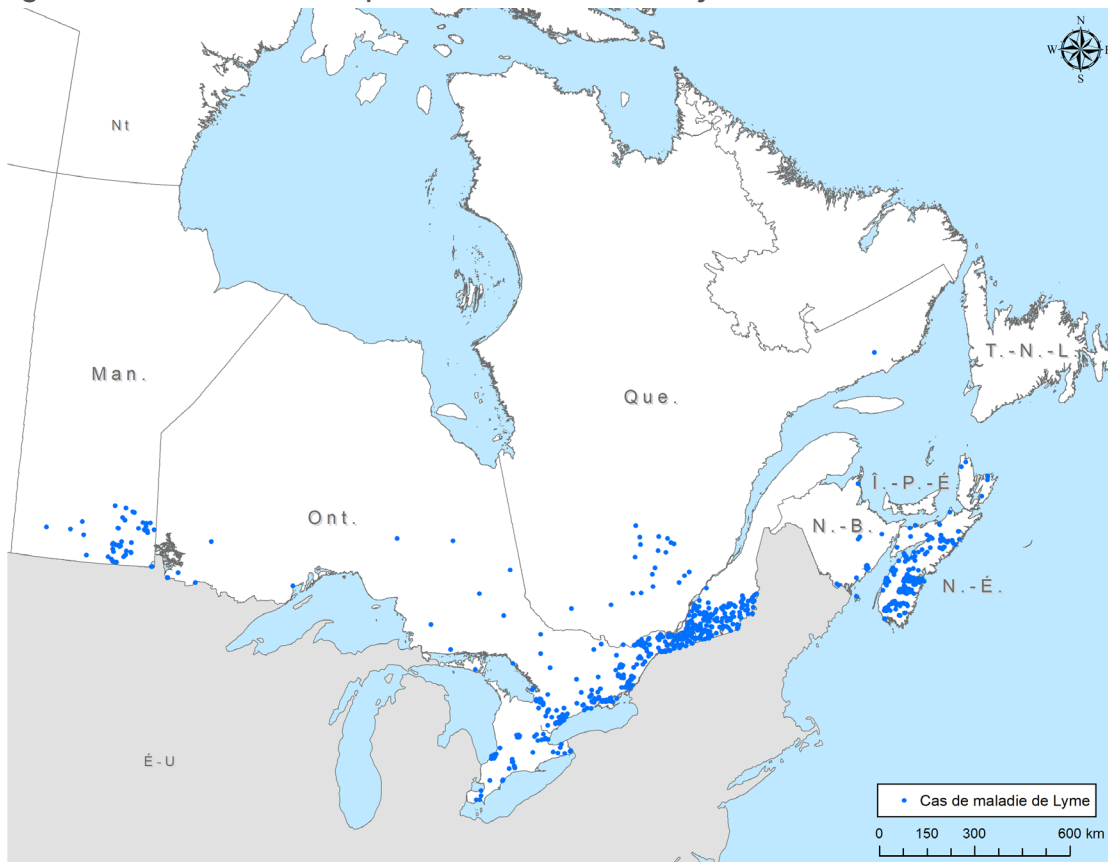 N
W
S
Nt
Man.
Ont.
Que.
T.-N.-L.
Î.-P.-É
N.-B.
N.-É.
É-U
Cas de maladie de Lyme
0 150 300 600 km